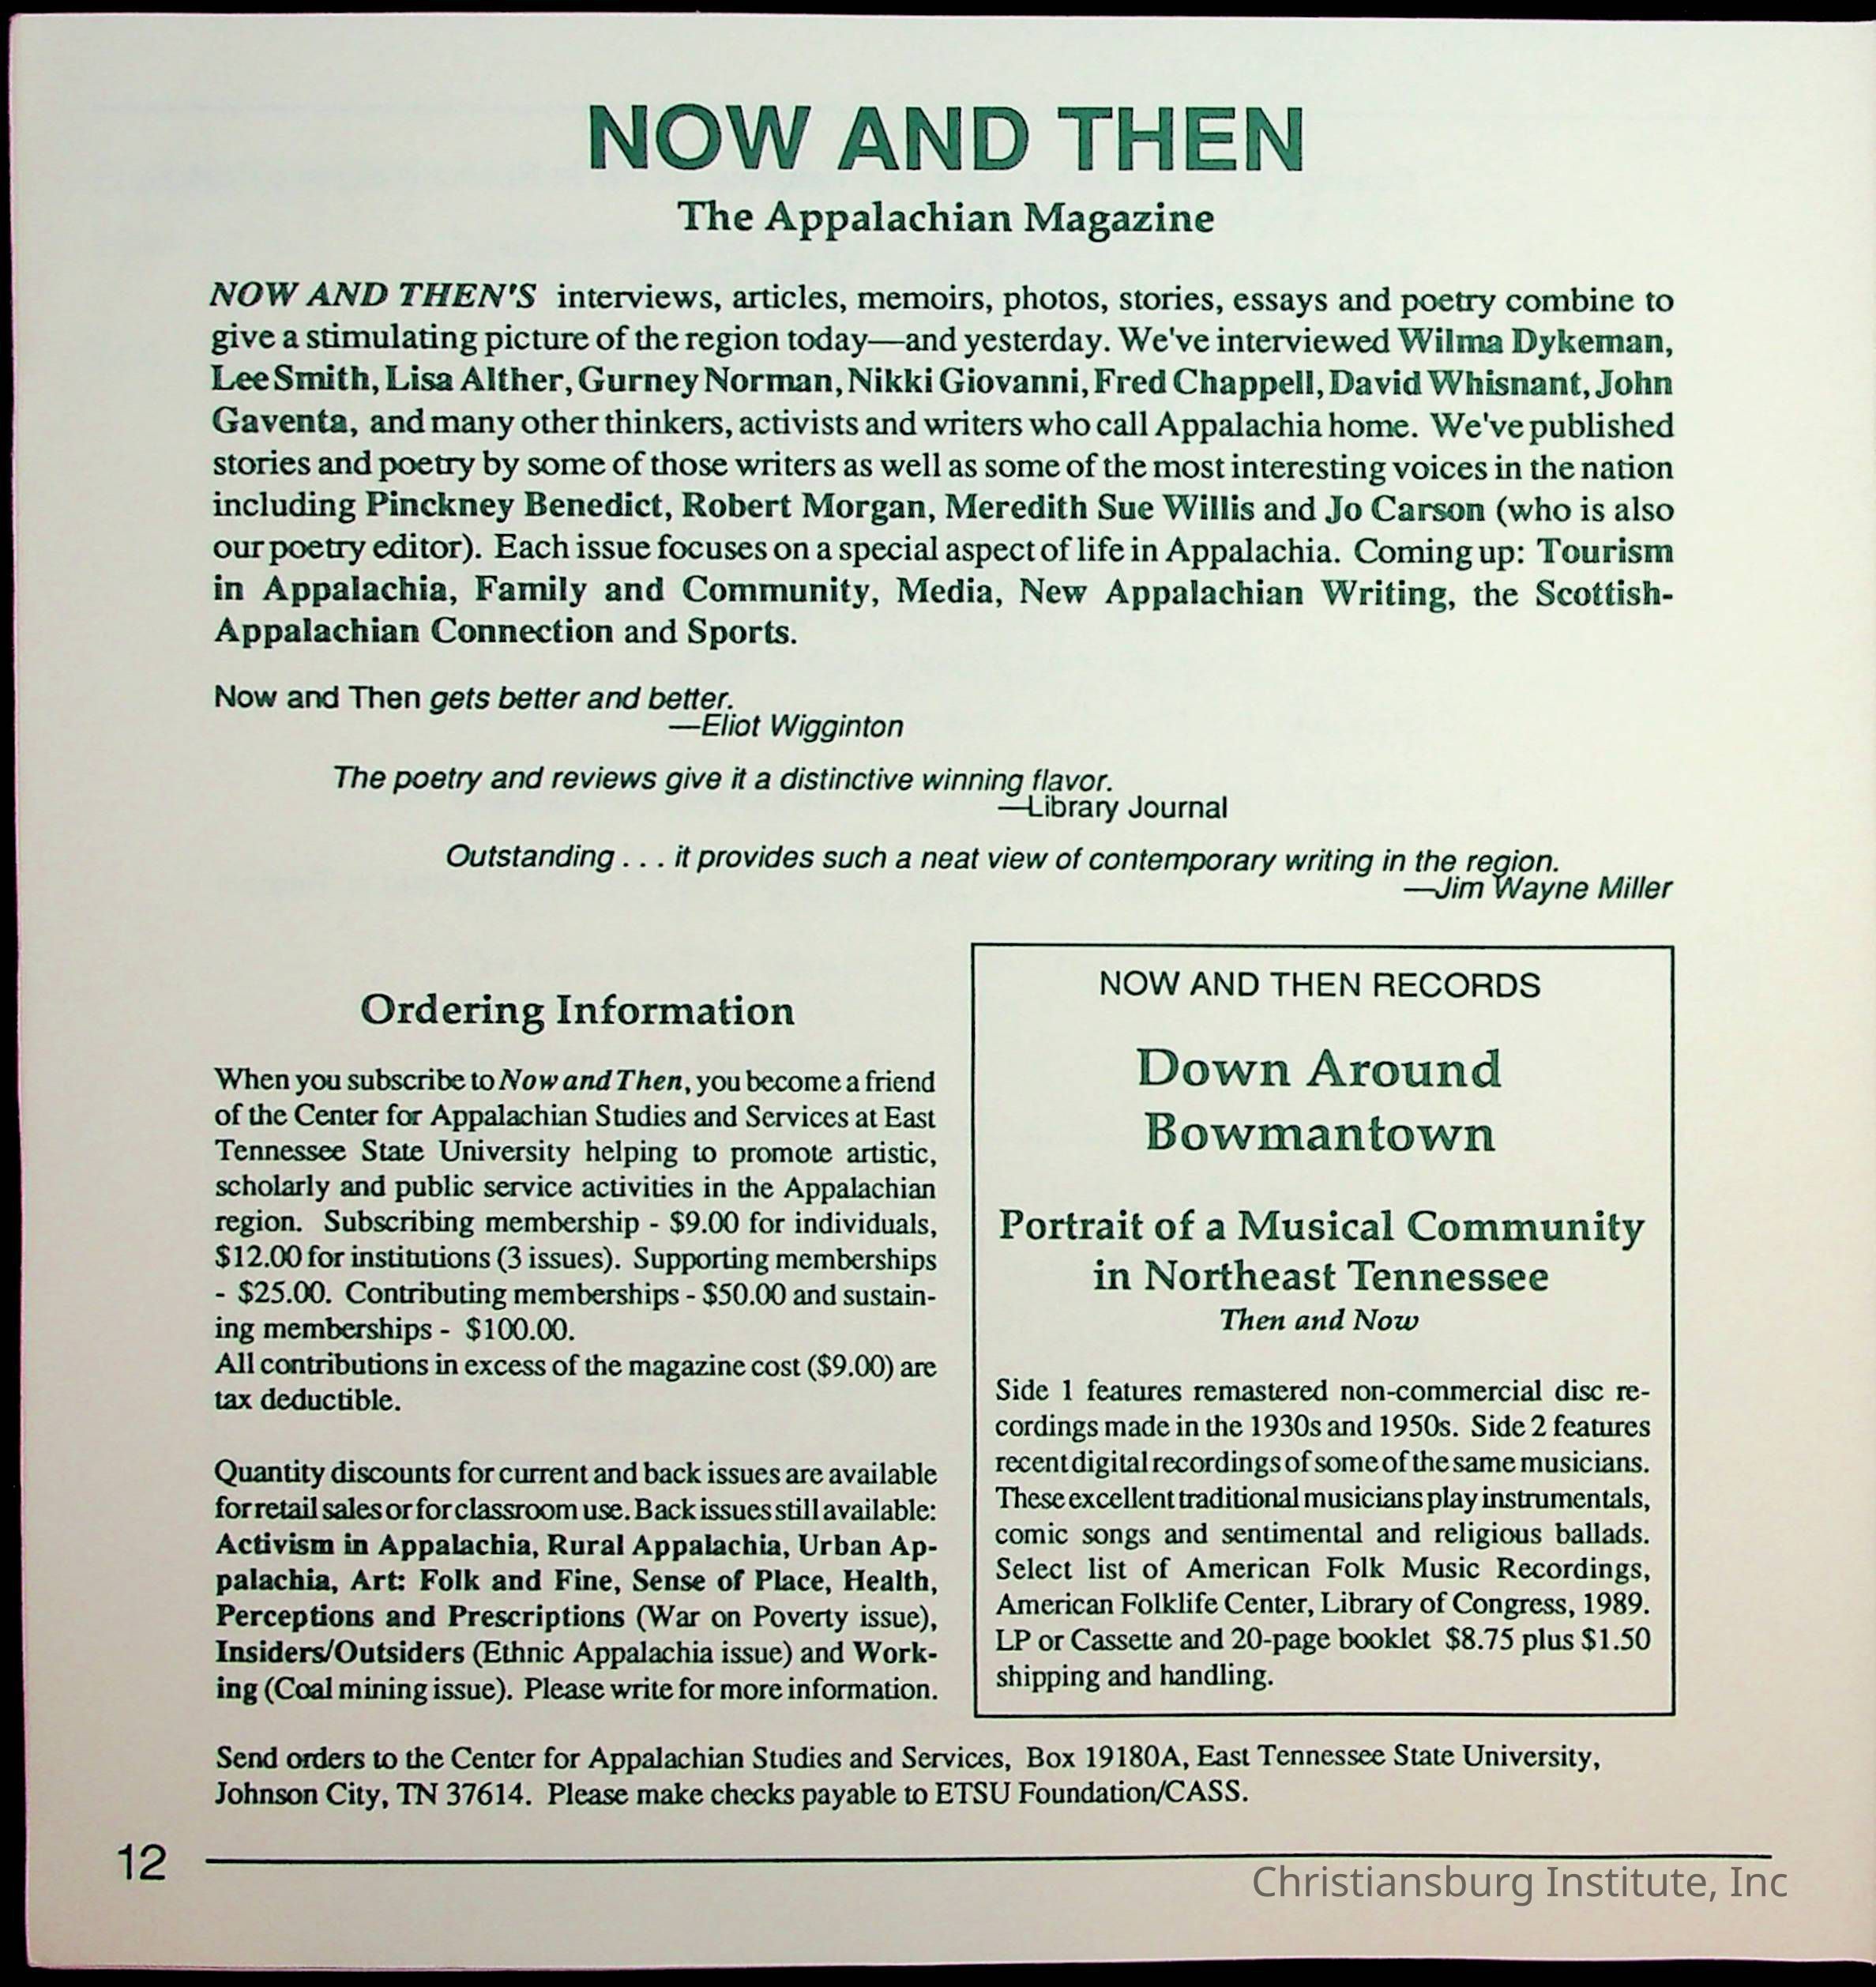 NOW AND THEN
The Appalachian Magazine
NOW AND THEN'S interviews, articles, memoirs, photos, stories, essays and poetry combine to
give a stimulating picture of the region today—and yesterday. We've interviewed Wilma Dykeman,
Lee Smith, Lisa Alther, Gurney Norman, Nikki Giovanni, Fred Chappell, David Whisnant, John
Gaventa, and many other thinkers, activists and writers who call Appalachia home. We've published
stories and poetry by some of those writers as well as some of the most interesting voices in the nation
including Pinckney Benedict, Robert Morgan, Meredith Sue Willis and Jo Carson (who is also
our poetry editor). Each issue focuses on a special aspect of life in Appalachia. Coming up: Tourism
in Appalachia, Family and Community, Media, New Appalachian Writing, the Scottish-
Appalachian Connection and Sports.
Now and Then gets better and better.
—Eliot Wigginton
The poetry and reviews give it a distinctive winning flavor.
—Library Journal
Outstanding . . . it provides such a neat view of contemporary writing in the region.
—Jim Wayne Miller
Ordering Information
When you subscribe to Now and Then, you become a friend
of the Center for Appalachian Studies and Services at East
Tennessee State University helping to promote artistic,
scholarly and public service activities in the Appalachian
region. Subscribing membership - $9.00 for individuals,
$12.00 for institutions (3 issues). Supporting memberships
- $25.00. Contributing memberships - $50.00 and sustain-
ing memberships - $100.00.
All contributions in excess of the magazine cost ($9.00) are
tax deductible.
Quantity discounts for current and back issues are available
for retail sales or for classroom use. Back issues still available:
Activism in Appalachia, Rural Appalachia, Urban Ap-
palachia, Art: Folk and Fine, Sense of Place, Health,
Perceptions and Prescriptions (War on Poverty issue),
Insiders/Outsiders (Ethnic Appalachia issue) and Work-
ing (Coal mining issue). Please write for more information.
NOW AND THEN RECORDS
Down Around
Bowmantown
Portrait of a Musical Community
in Northeast Tennessee
Then and Now
Side 1 features remastered non-commercial disc re-
cordings made in the 1930s and 1950s. Side 2 features
recent digital recordings of some of the same musicians.
These excellent traditional musicians play instrumentals,
comic songs and sentimental and religious ballads.
Select list of American Folk Music Recordings,
American Folklife Center, Library of Congress, 1989.
LP or Cassette and 20-page booklet $8.75 plus $1.50
shipping and handling.
Send orders to the Center for Appalachian Studies and Services, Box 19180A, East Tennessee State University,
Johnson City, TN 37614. Please make checks payable to ETSU Foundation/CASS.
12
Christiansburg Institute, Inc